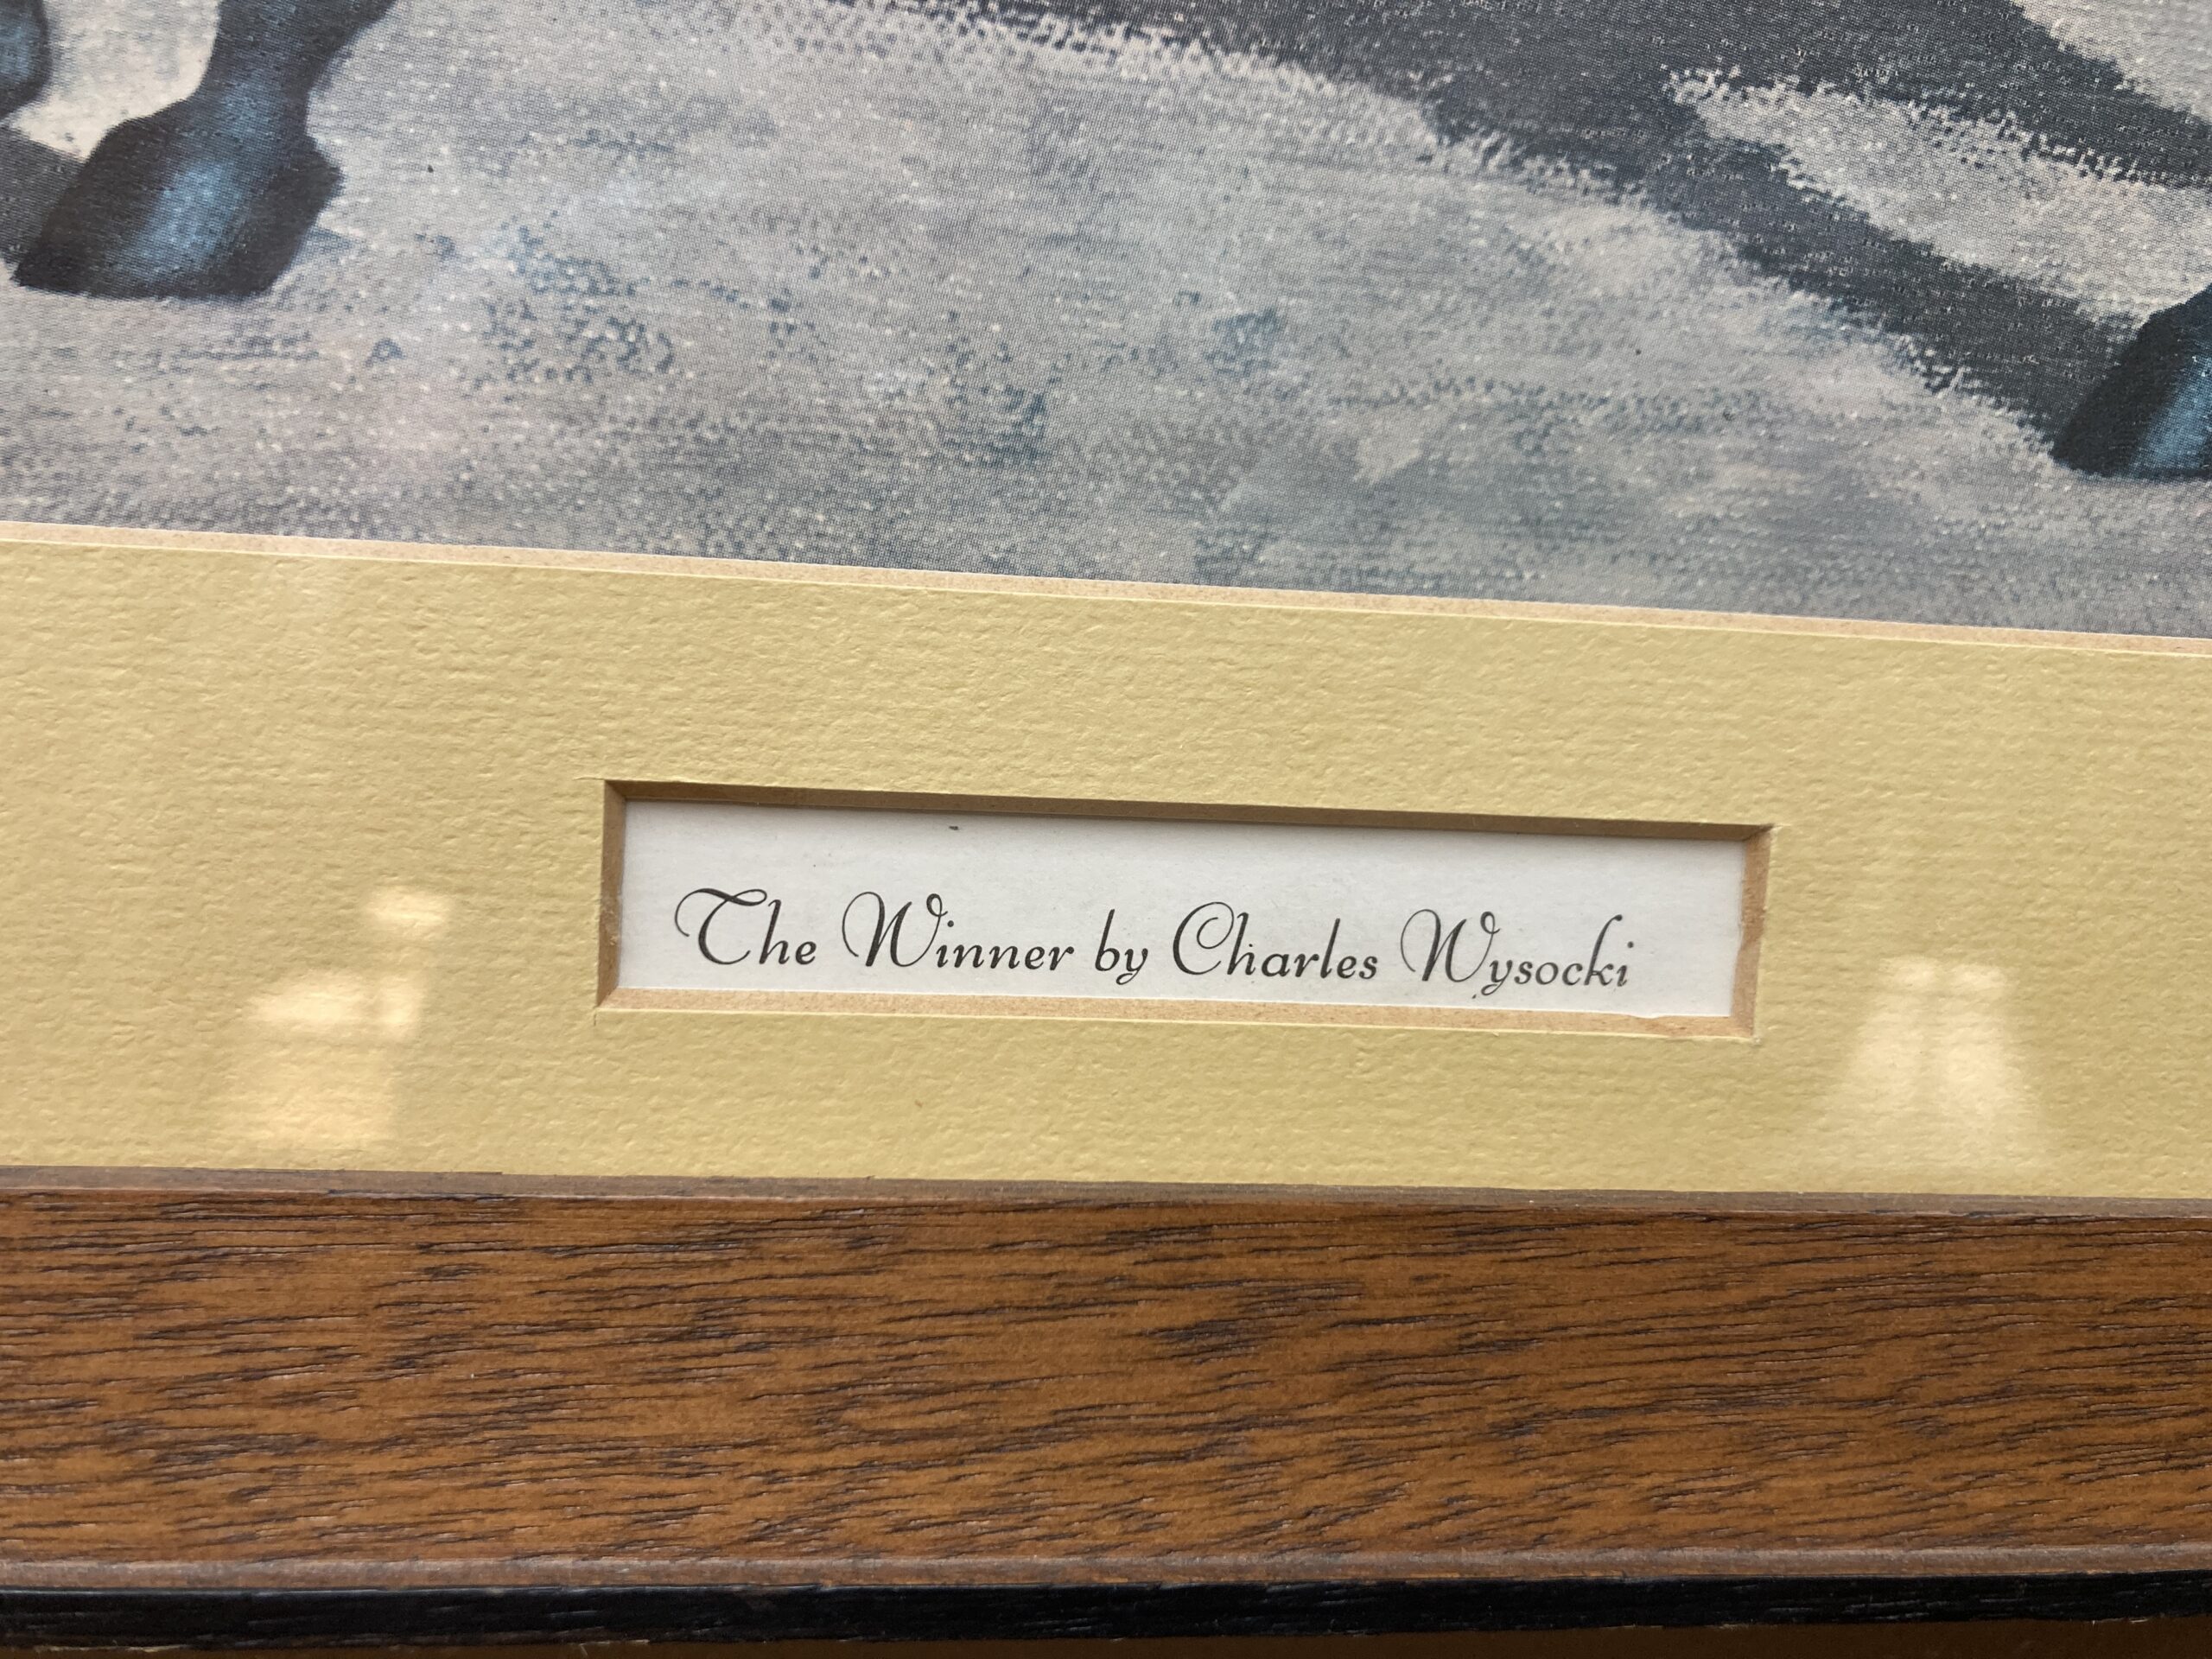 The Winner by Charles Wysocki